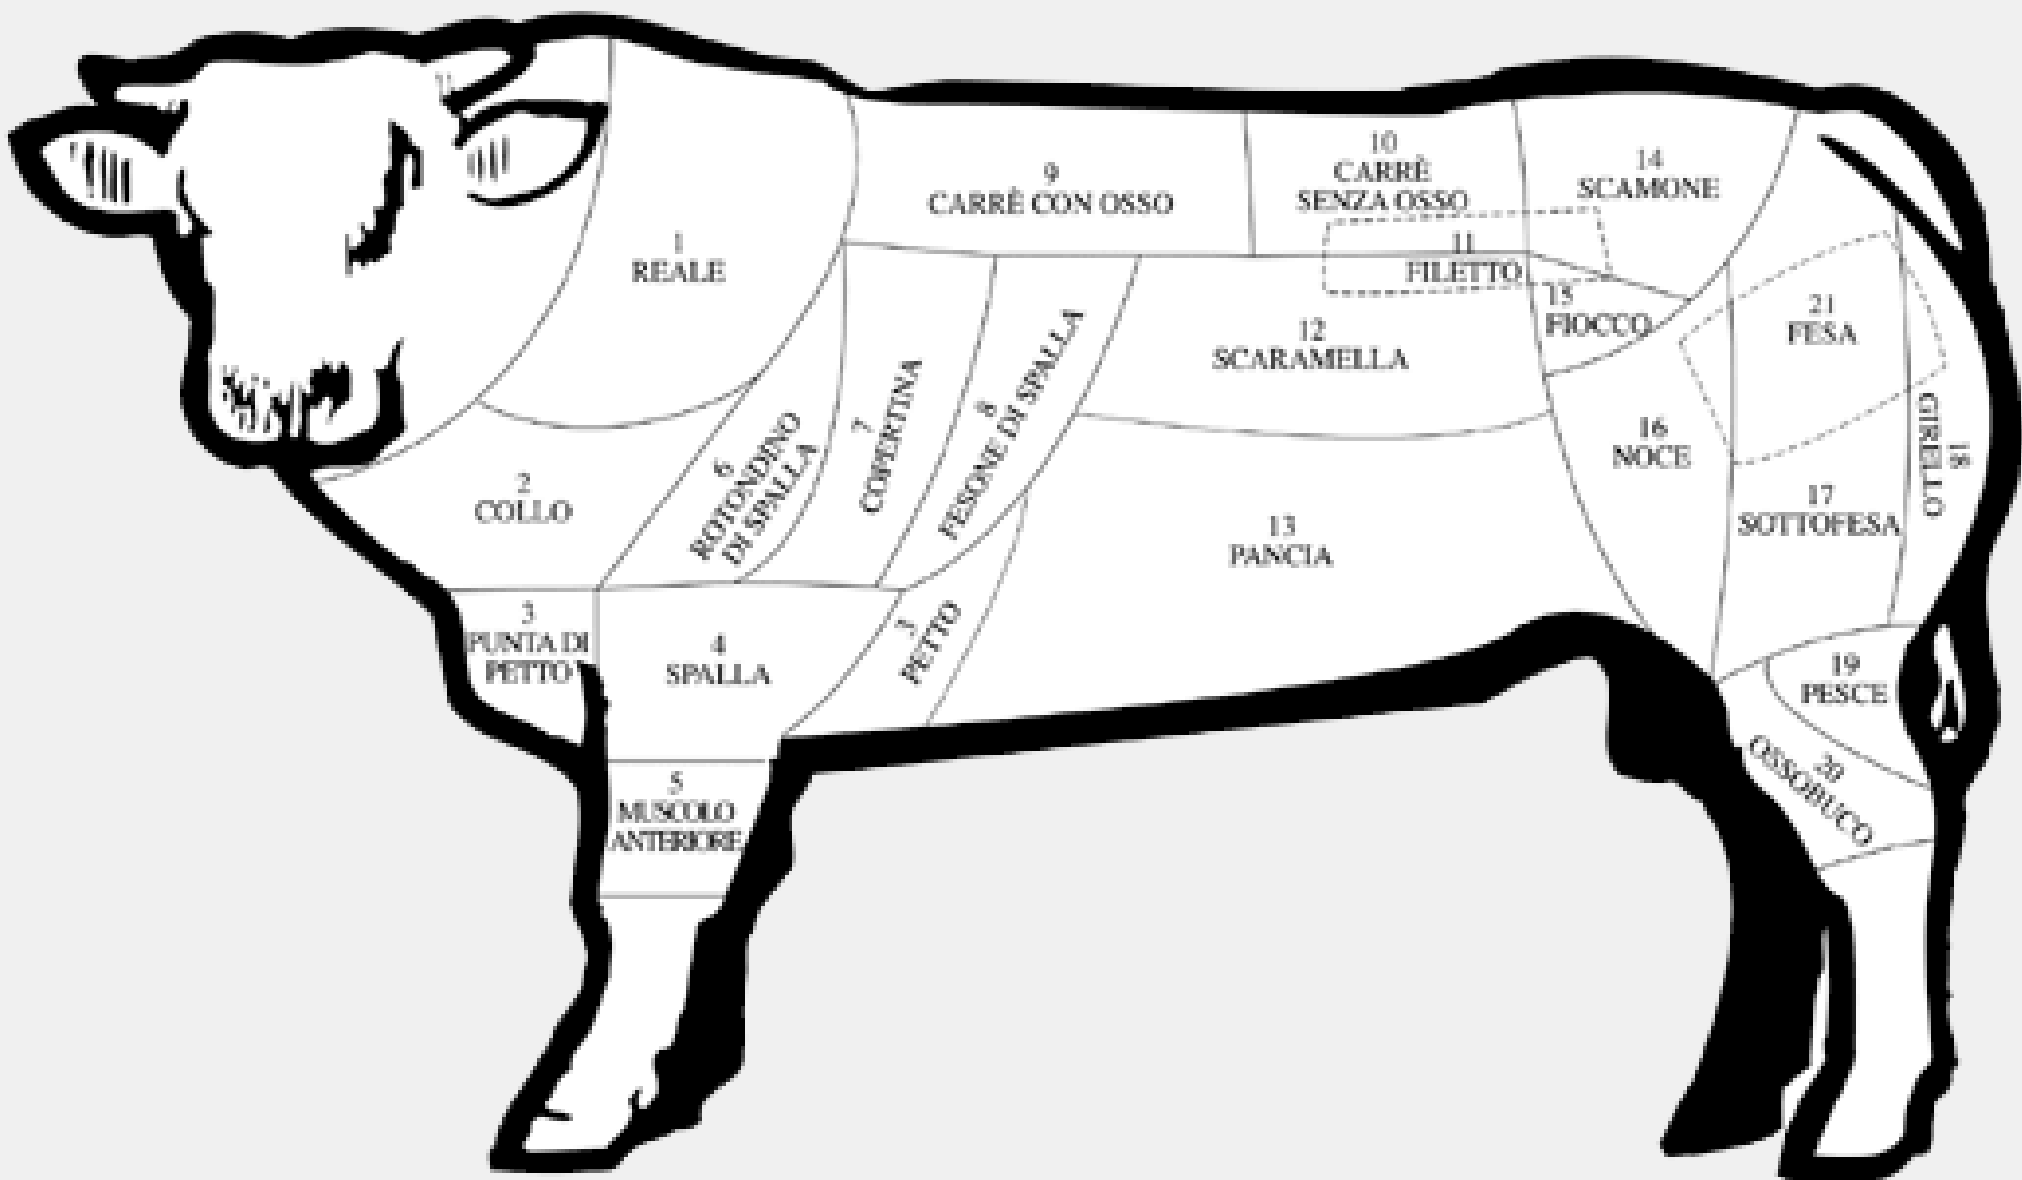 1
REALE
2
COLLO
3
PUNTA DI
PETTO
4
SPALLA
5
MUSCOLO
ANTERIORE
6
ROTONDINO
DI SPALLA
7
COPERTINA
8
FESONE DI SPALLA
3
PETTO
9
CARRÈ CON OSSO
10
CARRÈ
SENZA OSSO
11
FILETTO
12
SCARAMELLA
13
PANCIA
14
SCAMONE
15
FIOCCO
16
NOCE
17
SOTTOFESA
18
GIRELLO
19
PESCE
20
OSSOBUCO
21
FESA